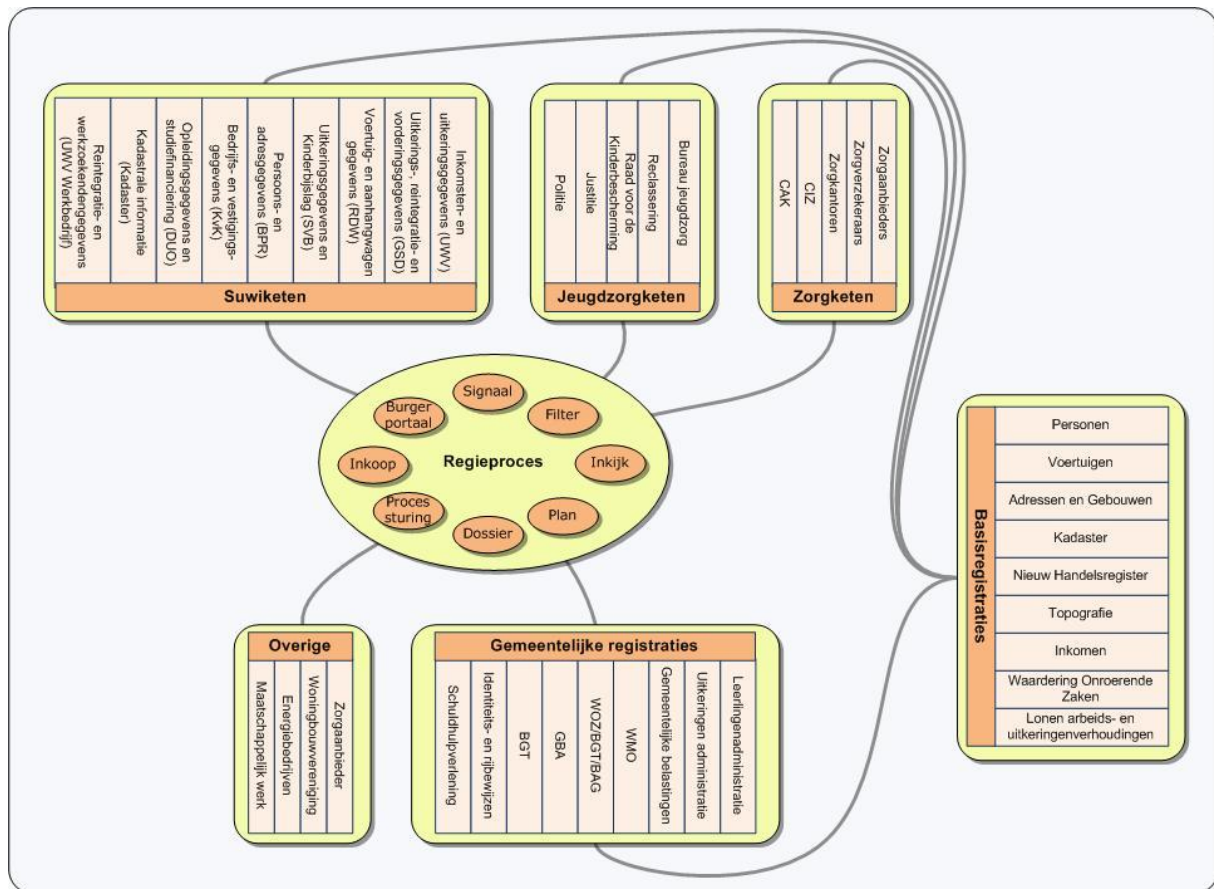 Reintegratie- en
werkzoekendengegevens
(UWV Werkbedrijf)
Kadastrale informatie
(Kadaster)
Opleidingsgegevens en
studiefinanciering (DUO)
Bedrijfs- en vestigings-
gegevens (KvK)
Persoons- en
adresgegevens (BPR)
Uitkeringsgegevens en
Kinderbijslag (SVB)
Voertuig- en aanhangwagen
gegevens (RDW)
Uitkerings-, reintegratie- en
vorderingsgegevens (GSD)
Inkomsten- en
uitkeringsgegevens (UWV)
Suwiketen
Politie
Justitie
Raad voor de
Kinderbescherming
Reclassering
Bureau jeugdzorg
Jeugdzorgketen
CAK
CIZ
Zorgkantoren
Zorgverzekeraars
Zorgaanbieders
Zorgketen
Signaal
Burger
portaal
Filter
Inkoop
Regieproces
Inkijk
Proces
sturing
Plan
Dossier
Basisregistraties
Personen
Voertuigen
Adressen en Gebouwen
Kadaster
Nieuw Handelsregister
Topografie
Inkomen
Waardering Onroerende
Zaken
Lonen arbeids- en
uitkeringenverhoudingen
Overige
Maatschappelijk werk
Energiebedrijven
Woningbouwvereniging
Zorgaanbieder
Gemeentelijke registraties
Schuldhulpverlening
Identiteits- en rijbewijzen
BGT
GBA
WOZ/BGT/BAG
WMO
Gemeentelijke belastingen
Uitkeringen administratie
Leerlingenadministratie